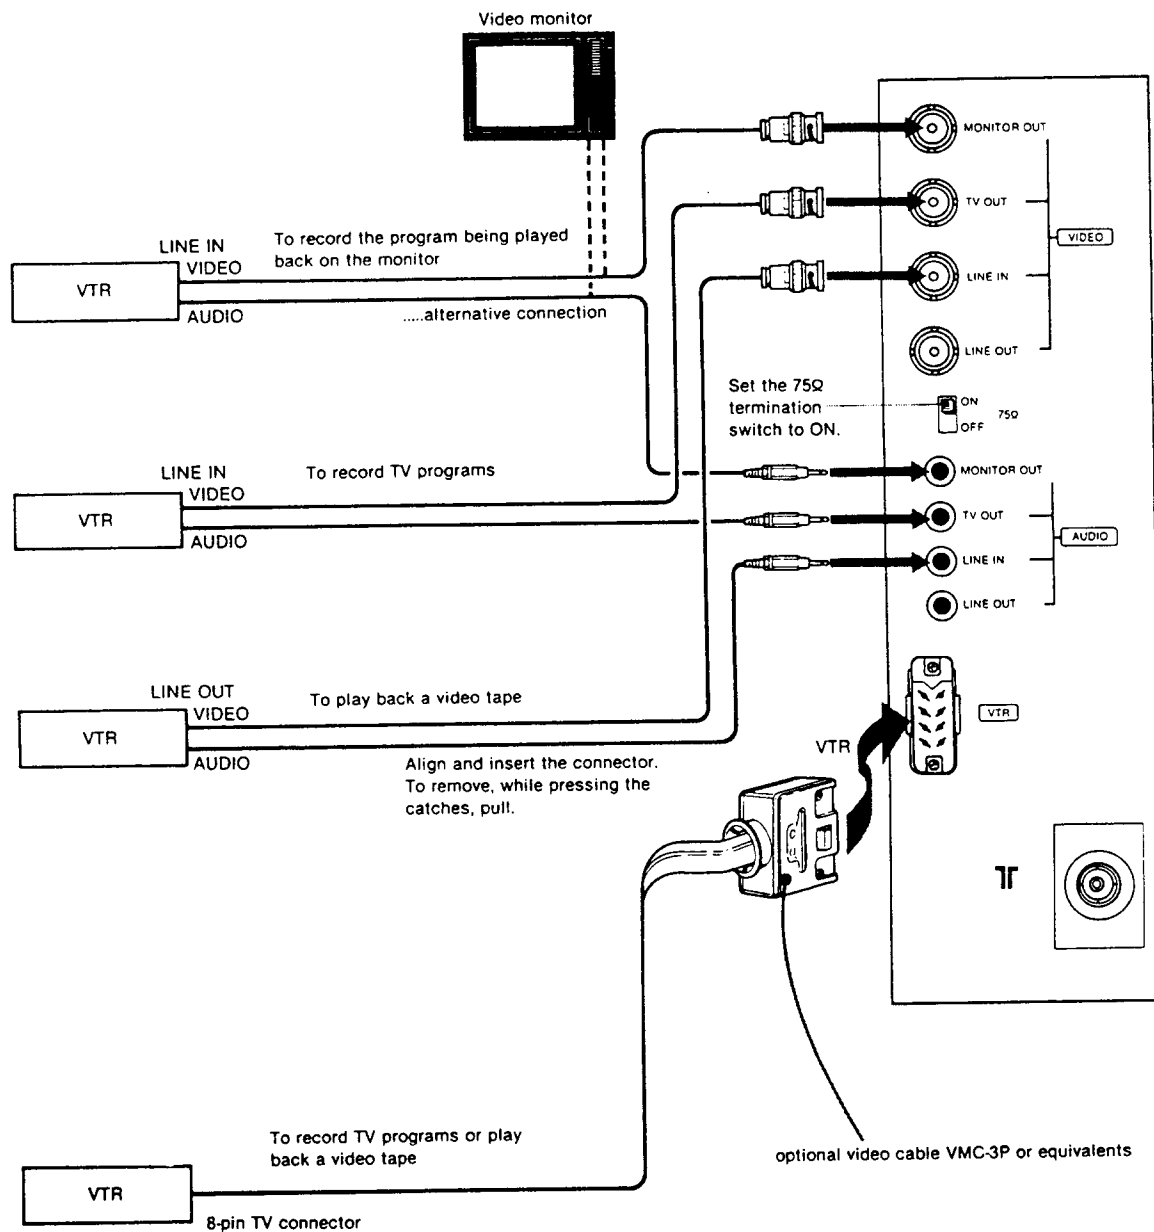 Video monitor
MONITOR OUT
TV OUT
VIDEO
LINE IN
VIDEO
To record the program being played
back on the monitor
VTR
LINE IN
AUDIO
.....alternative connection
LINE OUT
Set the 75Ω
termination
switch to ON.
ON
75Ω
OFF
MONITOR OUT
LINE IN
VIDEO
To record TV programs
VTR
TV OUT
AUDIO
AUDIO
LINE IN
LINE OUT
LINE OUT
VIDEO
To play back a video tape
VTR
AUDIO
Align and insert the connector.
To remove, while pressing the
catches, pull.
VTR
VTR
To record TV programs or play
back a video tape
optional video cable VMC-3P or equivalents
VTR
8-pin TV connector